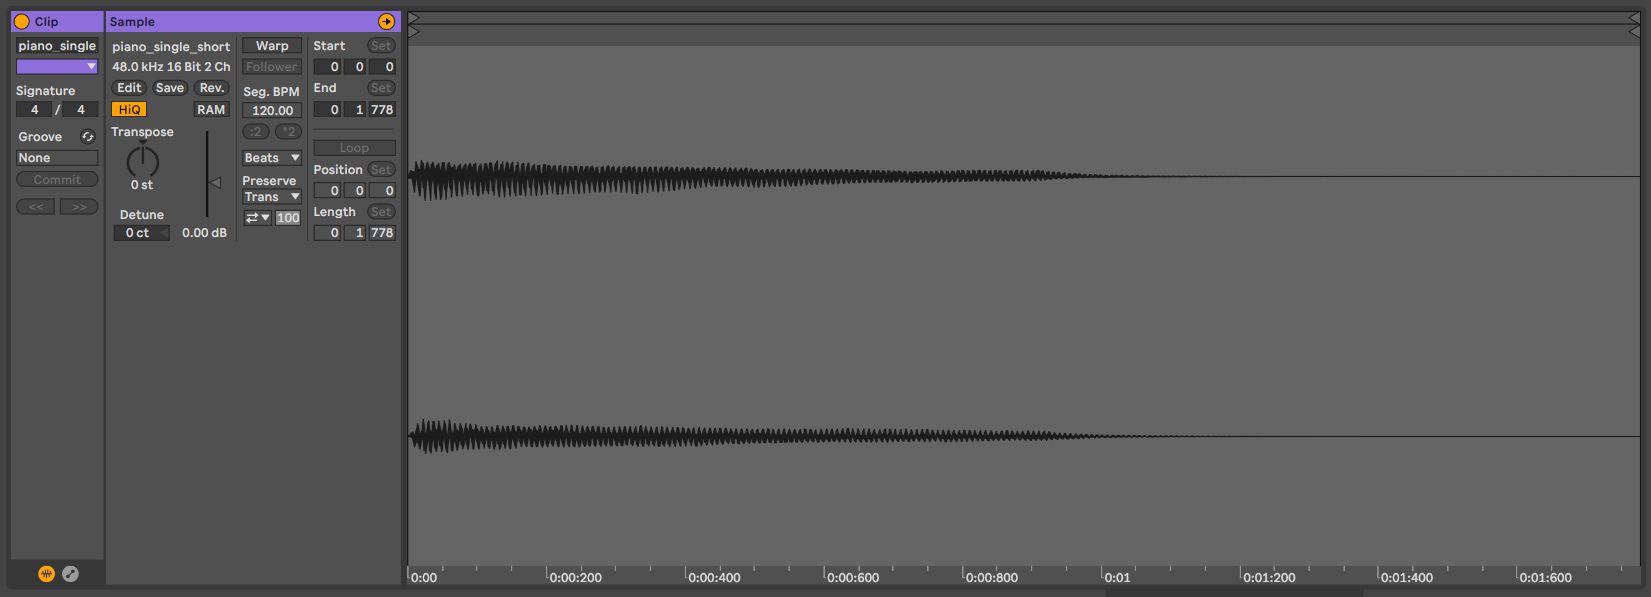 Clip
piano_single
Signature
4 / 4
Groove
None
Commit
<< >>
Sample
piano_single_short
48.0 kHz 16 Bit 2 Ch
Edit Save Rev.
HiQ RAM
Transpose
0 st
Detune
0 ct 0.00 dB
Warp
Follower
Seg. BPM
120.00
:2 *2
Beats
Preserve
Trans
100
Start Set
0 0 0
End Set
0 1 778
Loop
Position Set
0 0 0
Length Set
0 1 778
0:00 0:00:200 0:00:400 0:00:600 0:00:800 0:01 0:01:200 0:01:400 0:01:600